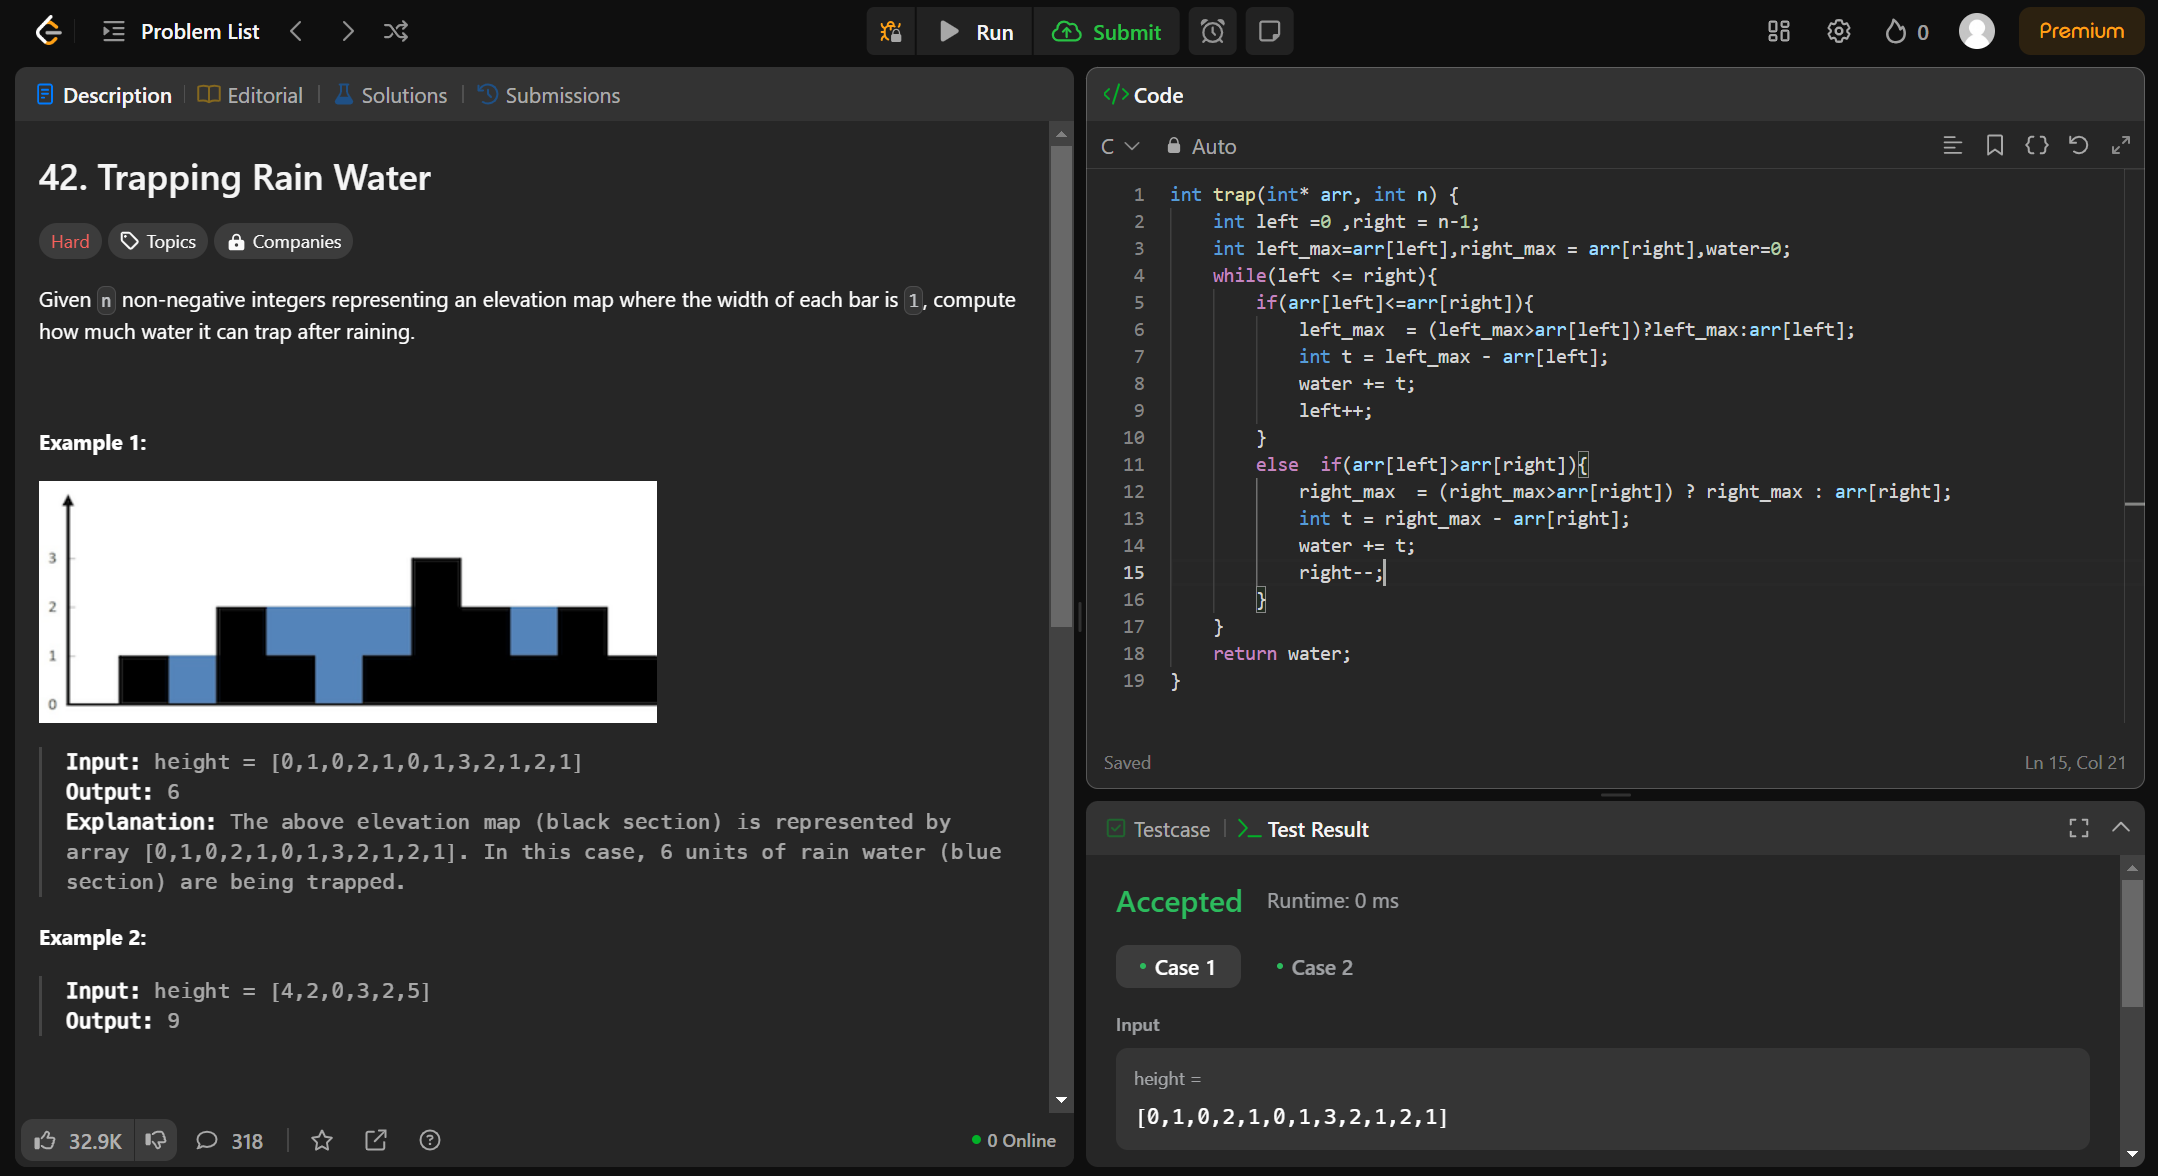 Problem List
Run
Submit
0
Premium
Description
Editorial
Solutions
Submissions
42. Trapping Rain Water
Hard
Topics
Companies
Given n non-negative integers representing an elevation map where the width of each bar is 1, compute
how much water it can trap after raining.
Example 1:
3
2
1
0
Input: height = [0,1,0,2,1,0,1,3,2,1,2,1]
Output: 6
Explanation: The above elevation map (black section) is represented by
array [0,1,0,2,1,0,1,3,2,1,2,1]. In this case, 6 units of rain water (blue
section) are being trapped.
Example 2:
Input: height = [4,2,0,3,2,5]
Output: 9
32.9K
318
0 Online
</> Code
C
Auto
1 int trap(int* arr, int n) {
2     int left =0 ,right = n-1;
3     int left_max=arr[left],right_max = arr[right],water=0;
4     while(left <= right){
5         if(arr[left]<=arr[right]){
6             left_max  = (left_max>arr[left])?left_max:arr[left];
7             int t = left_max - arr[left];
8             water += t;
9             left++;
10         }
11         else  if(arr[left]>arr[right]){
12             right_max  = (right_max>arr[right]) ? right_max : arr[right];
13             int t = right_max - arr[right];
14             water += t;
15             right--;
16         }
17     }
18     return water;
19 }
Saved
Ln 15, Col 21
Testcase
Test Result
Accepted
Runtime: 0 ms
Case 1
Case 2
Input
height =
[0,1,0,2,1,0,1,3,2,1,2,1]